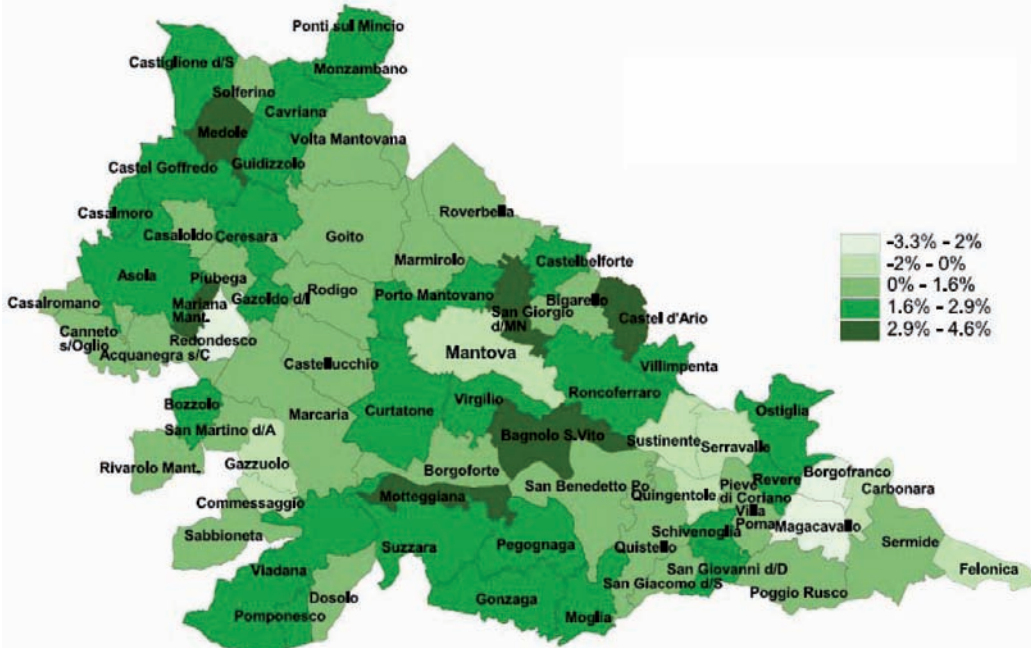 Ponti sul Mincio
Castiglione d/S
Monzambano
Solferino
Cavriana
Medole
Volta Mantovana
Castel Goffredo
Guidizzolo
Casalmoro
Roverbella
Casaloldo
Ceresara
Goito
Marmirolo
Castelbelforte
Asola
Piubega
Casalromano
Mariana
Mant.
Gazoldo d/I
Rodigo
Porto Mantovano
San Giorgio
d/MN
Bigarello
Castel d'Ario
Canneto
s/Oglio
Acquanegra s/C
Redondesco
Mantova
Castellucchio
Villimpenta
Bozzolo
Marcaria
Curtatone
Virgilio
Roncoferraro
Ostiglia
San Martino d/A
Bagnolo S.Vito
Sustinente
Serravalle
Rivarolo Mant.
Gazzuolo
Borgoforte
San Benedetto Po
Quingentole
Pieve
di Coriano
Revere
Borgofranco
Carbonara
Commessaggio
Motteggiana
Villa
Poma
Magacavallo
Sabbioneta
Suzzara
Pegognaga
Schivenoglia
Quistello
Sermide
Viadana
San Giovanni d/D
Felonica
Dosolo
San Giacomo d/S
Poggio Rusco
Pomponesco
Gonzaga
Moglia
-3.3% - 2%
-2% - 0%
0% - 1.6%
1.6% - 2.9%
2.9% - 4.6%